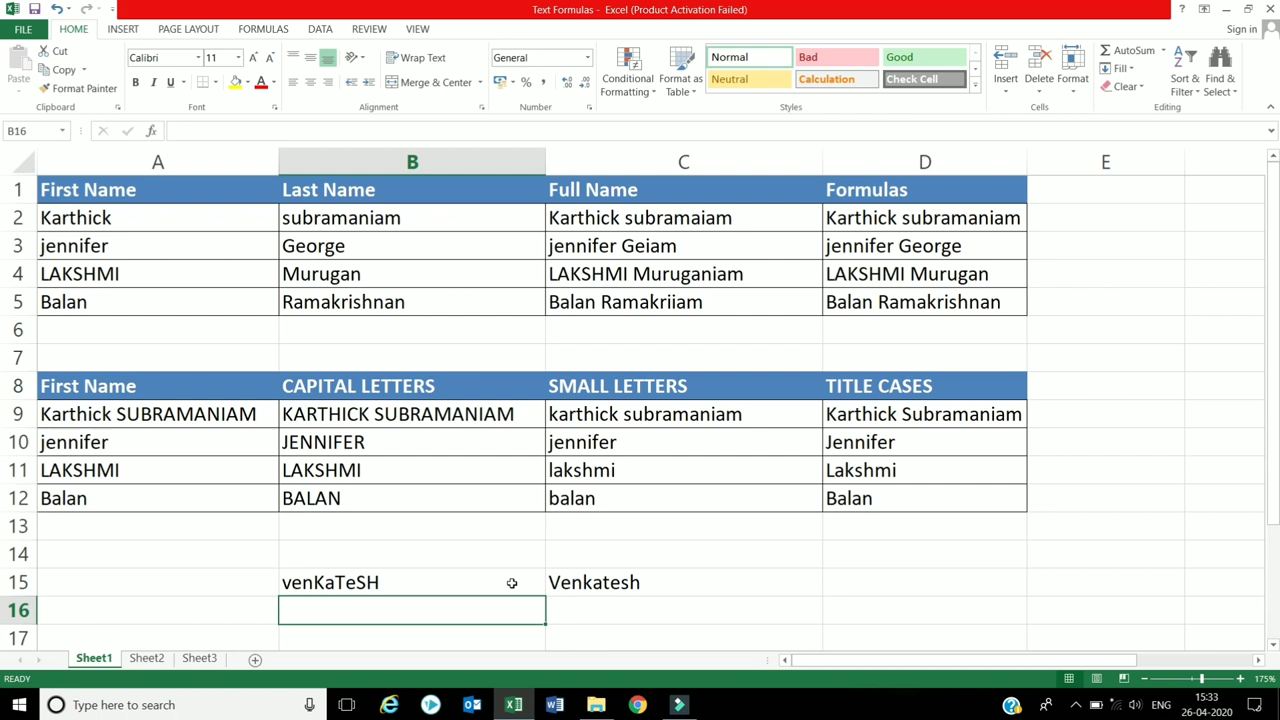 Text Formulas - Excel (Product Activation Failed)
Sign in
FILE HOME INSERT PAGE LAYOUT FORMULAS DATA REVIEW VIEW
Paste
Cut
Copy
Format Painter
Clipboard
Calibri 11
B I U
Font
Wrap Text
Merge & Center
Alignment
General
Number
Conditional Formatting
Format as Table
Normal Bad Good
Neutral Calculation Check Cell
Styles
Insert Delete Format
Cells
AutoSum
Fill
Clear
Sort & Filter
Find & Select
Editing
B16 fx
A B C D E
1 First Name Last Name Full Name Formulas
2 Karthick subramaniam Karthick subramaiam Karthick subramaniam
3 jennifer George jennifer Geiam jennifer George
4 LAKSHMI Murugan LAKSHMI Muruganiam LAKSHMI Murugan
5 Balan Ramakrishnan Balan Ramakriiam Balan Ramakrishnan
6
7
8 First Name CAPITAL LETTERS SMALL LETTERS TITLE CASES
9 Karthick SUBRAMANIAM KARTHICK SUBRAMANIAM karthick subramaniam Karthick Subramaniam
10 jennifer JENNIFER jennifer Jennifer
11 LAKSHMI LAKSHMI lakshmi Lakshmi
12 Balan BALAN balan Balan
13
14
15 venKaTeSH Venkatesh
16
17
Sheet1 Sheet2 Sheet3
READY 175%
Type here to search
ENG
15:33
26-04-2020